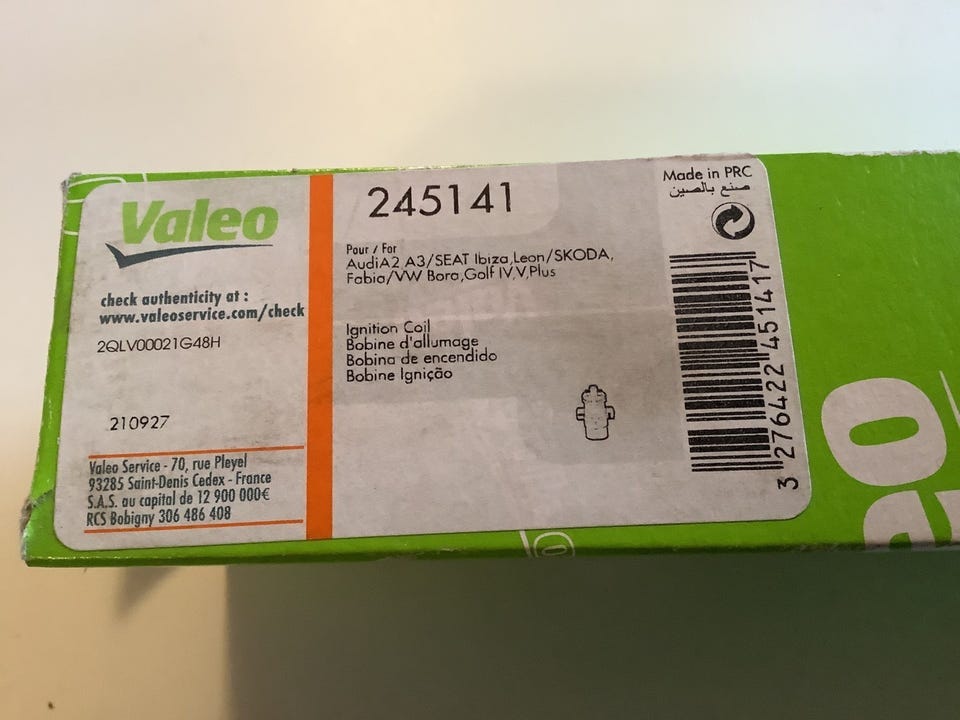 Valeo
check authenticity at :
www.valeoservice.com/check
2QLV00021G48H
210927
Valeo Service - 70, rue Pleyel
93285 Saint-Denis Cedex - France
S.A.S. au capital de 12 900 000€
RCS Bobigny 306 486 408
245141
Pour / For
AudiA2 A3/SEAT Ibiza,Leon/SKODA,
Fabia/VW Bora,Golf IV,V,Plus
Ignition Coil
Bobine d'allumage
Bobina de encendido
Bobine Ignição
Made in PRC
صنع بالصين
3 276422 451417
eo